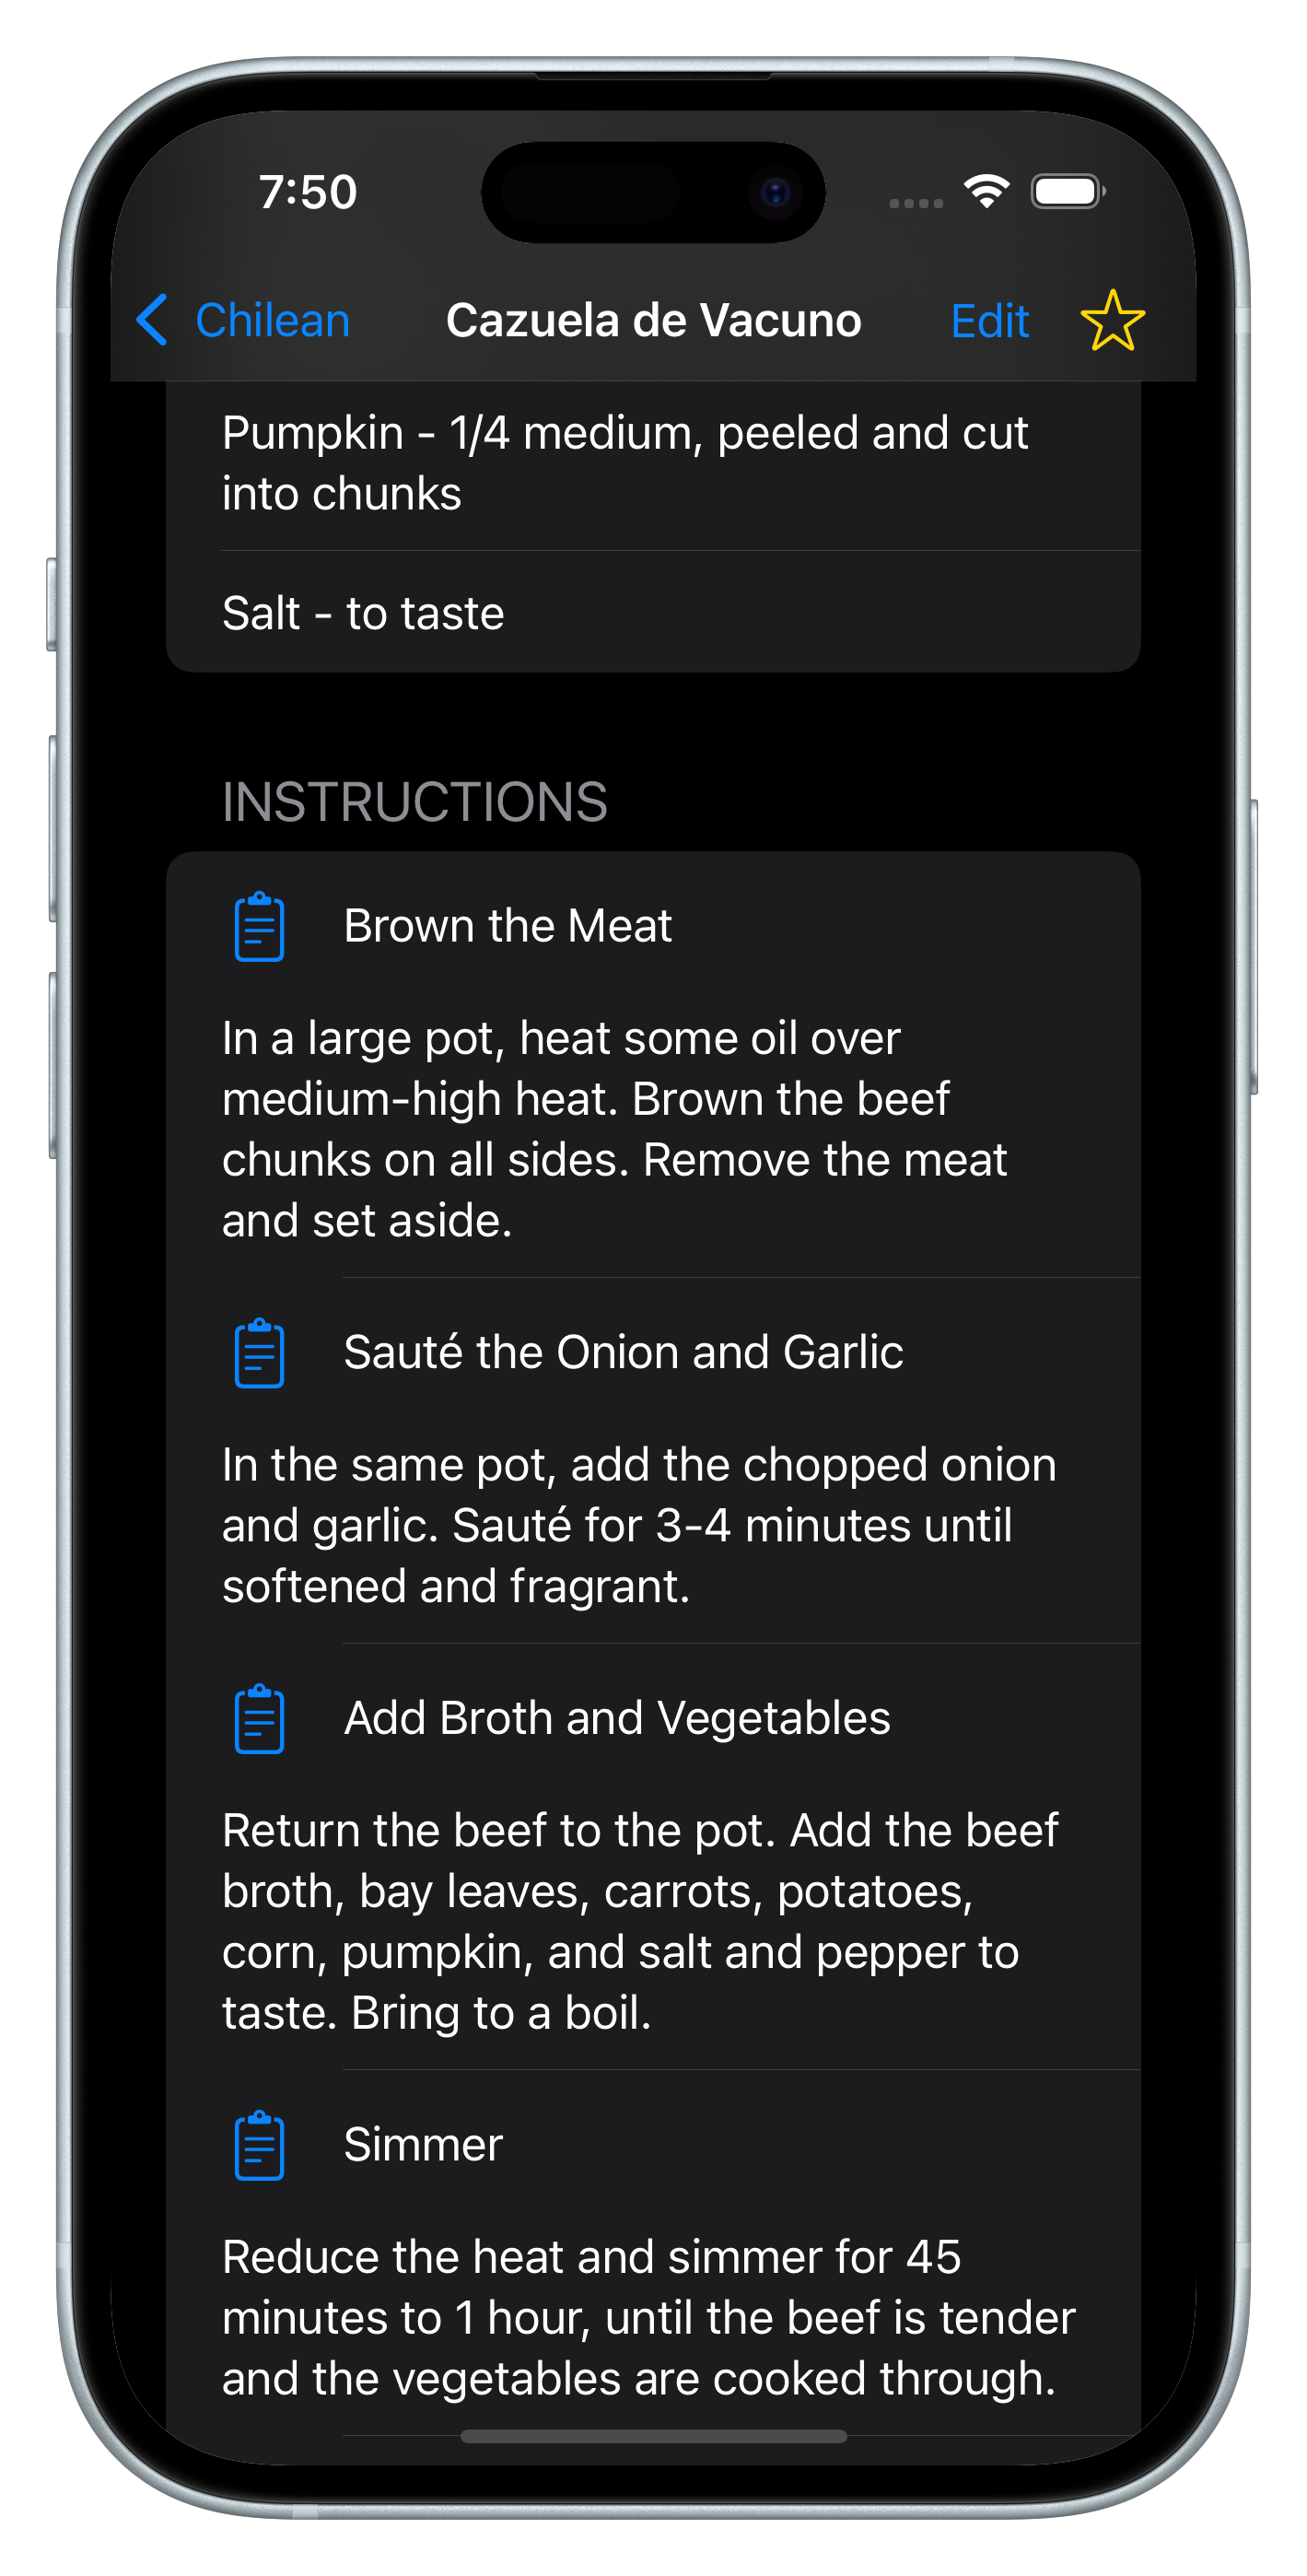 7:50
Chilean
Cazuela de Vacuno
Edit
Pumpkin - 1/4 medium, peeled and cut
into chunks
Salt - to taste
INSTRUCTIONS
Brown the Meat
In a large pot, heat some oil over
medium-high heat. Brown the beef
chunks on all sides. Remove the meat
and set aside.
Sauté the Onion and Garlic
In the same pot, add the chopped onion
and garlic. Sauté for 3-4 minutes until
softened and fragrant.
Add Broth and Vegetables
Return the beef to the pot. Add the beef
broth, bay leaves, carrots, potatoes,
corn, pumpkin, and salt and pepper to
taste. Bring to a boil.
Simmer
Reduce the heat and simmer for 45
minutes to 1 hour, until the beef is tender
and the vegetables are cooked through.